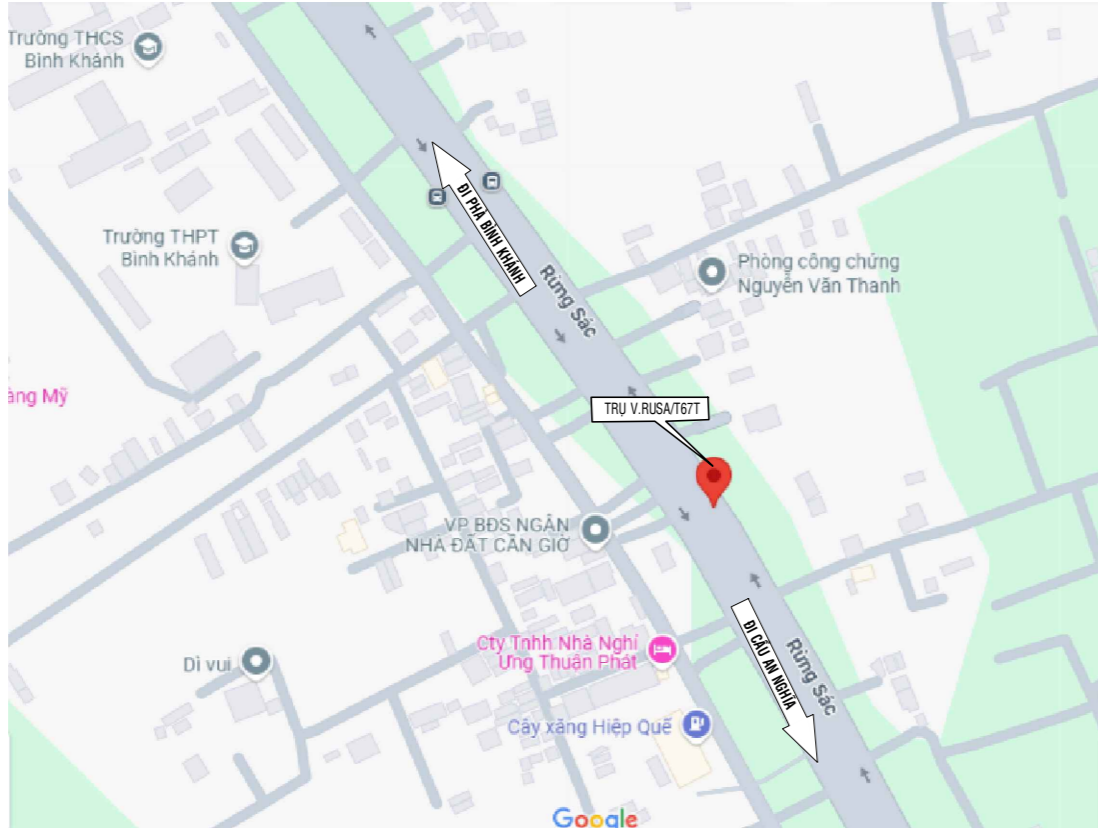 Trường THCS
Bình Khánh
ĐI PHÀ BÌNH KHÁNH
Trường THPT
Bình Khánh
Rừng Sác
Phòng công chứng
Nguyễn Văn Thanh
àng Mỹ
TRỤ V.RUSA/T67T
VP BĐS NGÂN
NHÀ ĐẤT CẦN GIỜ
ĐI CẦU AN NGHĨA
Cty Tnhh Nhà Nghỉ
Ưng Thuận Phát
Rừng Sác
Dì vui
Cây xăng Hiệp Quế
Google